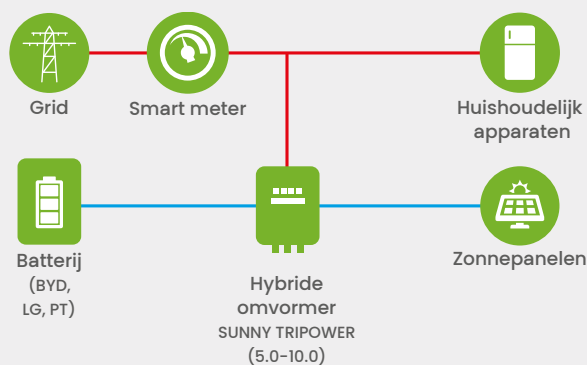 Grid
Smart meter
Huishoudelijk
apparaten
Batterij
(BYD,
LG, PT)
Hybride
omvormer
SUNNY TRIPOWER
(5.0-10.0)
Zonnepanelen